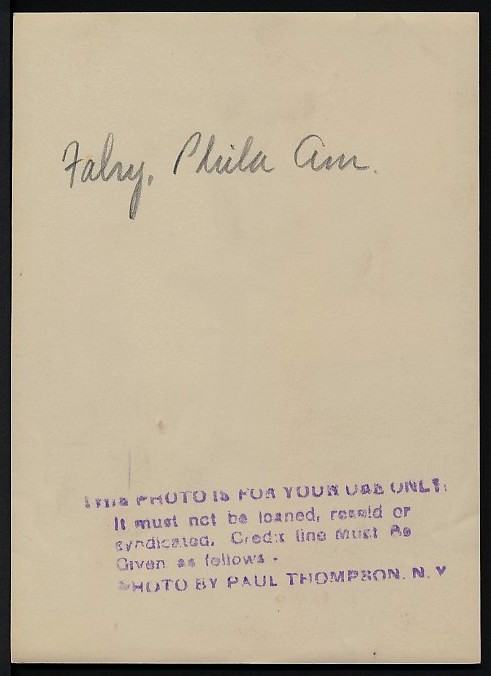 Falsy, Phila Am.
THIS PHOTO IS FOR YOUR USE ONLY.
It must not be loaned, resold or
syndicated. Credit line Must Be
Given as follows -
PHOTO BY PAUL THOMPSON. N. Y